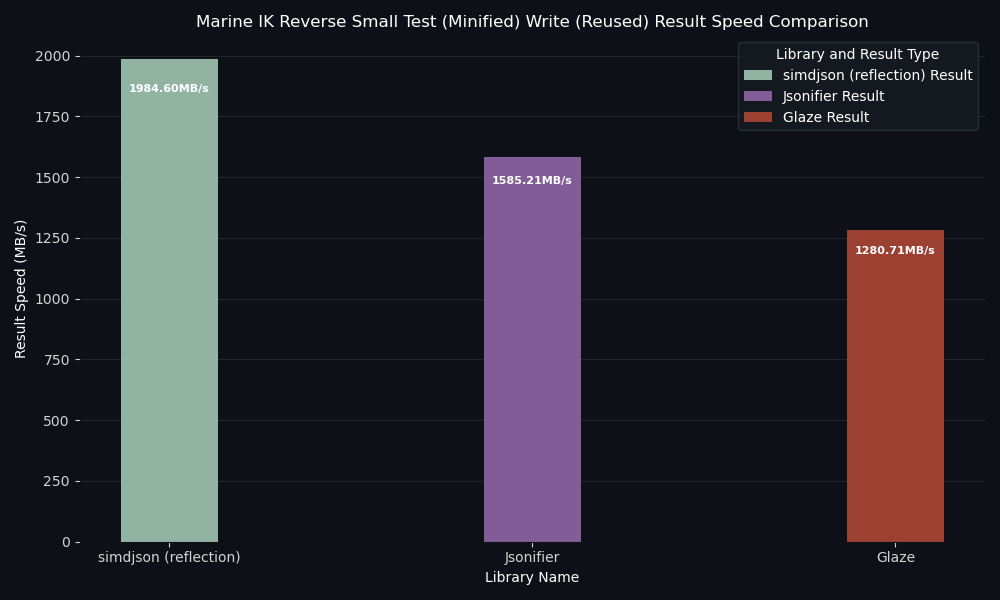 Marine IK Reverse Small Test (Minified) Write (Reused) Result Speed Comparison
Library and Result Type
simdjson (reflection) Result
Jsonifier Result
Glaze Result
Result Speed (MB/s)
2000
1750
1500
1250
1000
750
500
250
0
1984.60MB/s
1585.21MB/s
1280.71MB/s
simdjson (reflection)
Jsonifier
Glaze
Library Name